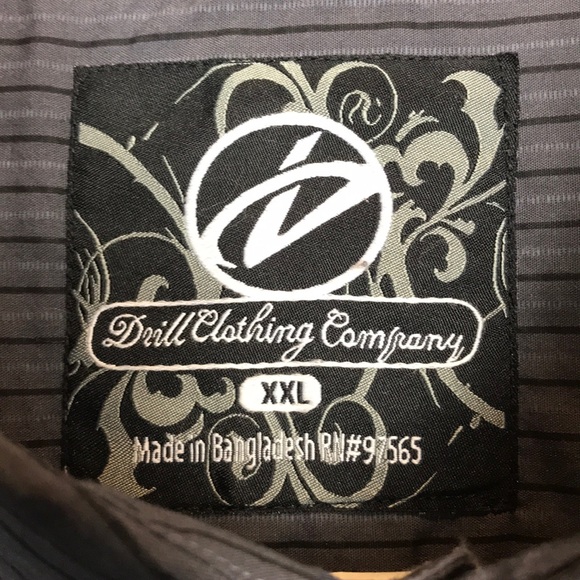 Drill Clothing Company
XXL
Made in Bangladesh RN#97565